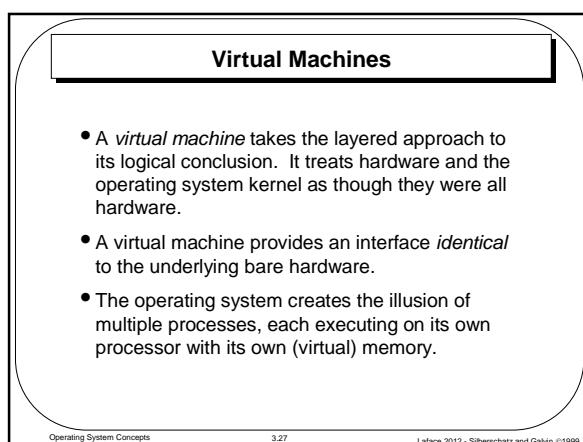 Virtual Machines
• A virtual machine takes the layered approach to
its logical conclusion. It treats hardware and the
operating system kernel as though they were all
hardware.
• A virtual machine provides an interface identical
to the underlying bare hardware.
• The operating system creates the illusion of
multiple processes, each executing on its own
processor with its own (virtual) memory.
Operating System Concepts
3.27
Laface 2012 - Silberschatz and Galvin ©1999